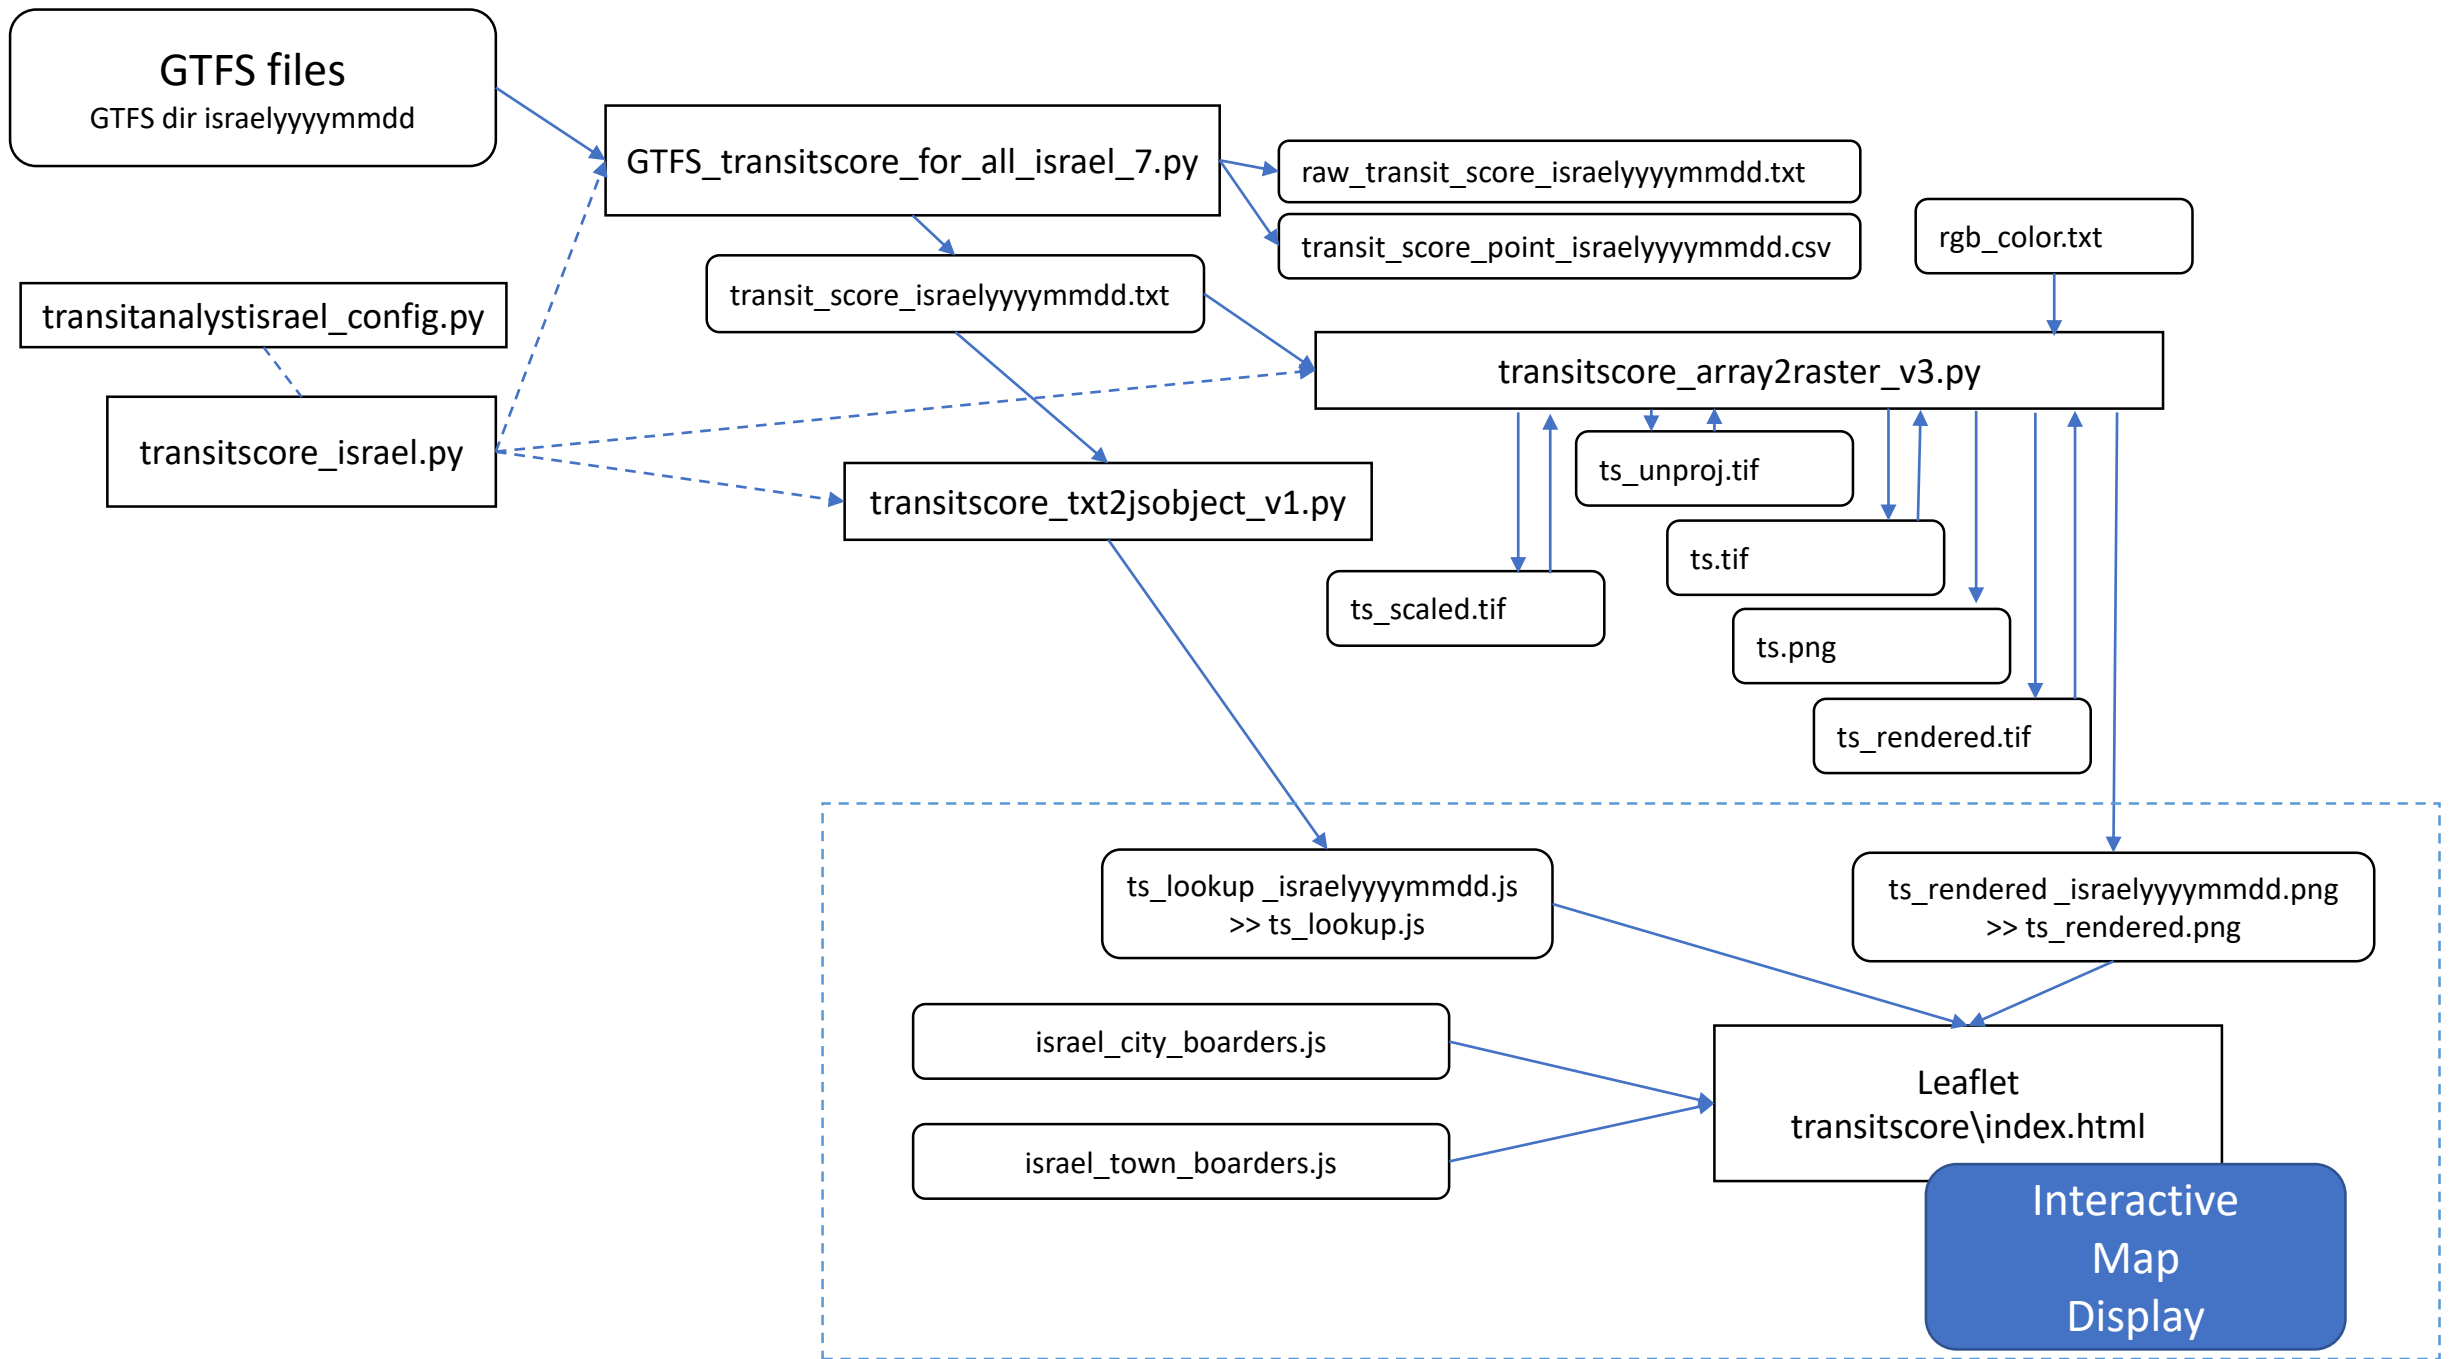 GTFS files
GTFS dir israelyyyymmdd
GTFS_transitscore_for_all_israel_7.py
raw_transit_score_israelyyyymmdd.txt
transit_score_point_israelyyyymmdd.csv
rgb_color.txt
transit_score_israelyyyymmdd.txt
transitanalystisrael_config.py
transitscore_array2raster_v3.py
transitscore_israel.py
ts_unproj.tif
transitscore_txt2jsobject_v1.py
ts.tif
ts_scaled.tif
ts.png
ts_rendered.tif
ts_lookup _israelyyyymmdd.js
>> ts_lookup.js
ts_rendered _israelyyyymmdd.png
>> ts_rendered.png
israel_city_boarders.js
Leaflet
transitscore\index.html
israel_town_boarders.js
Interactive
Map
Display